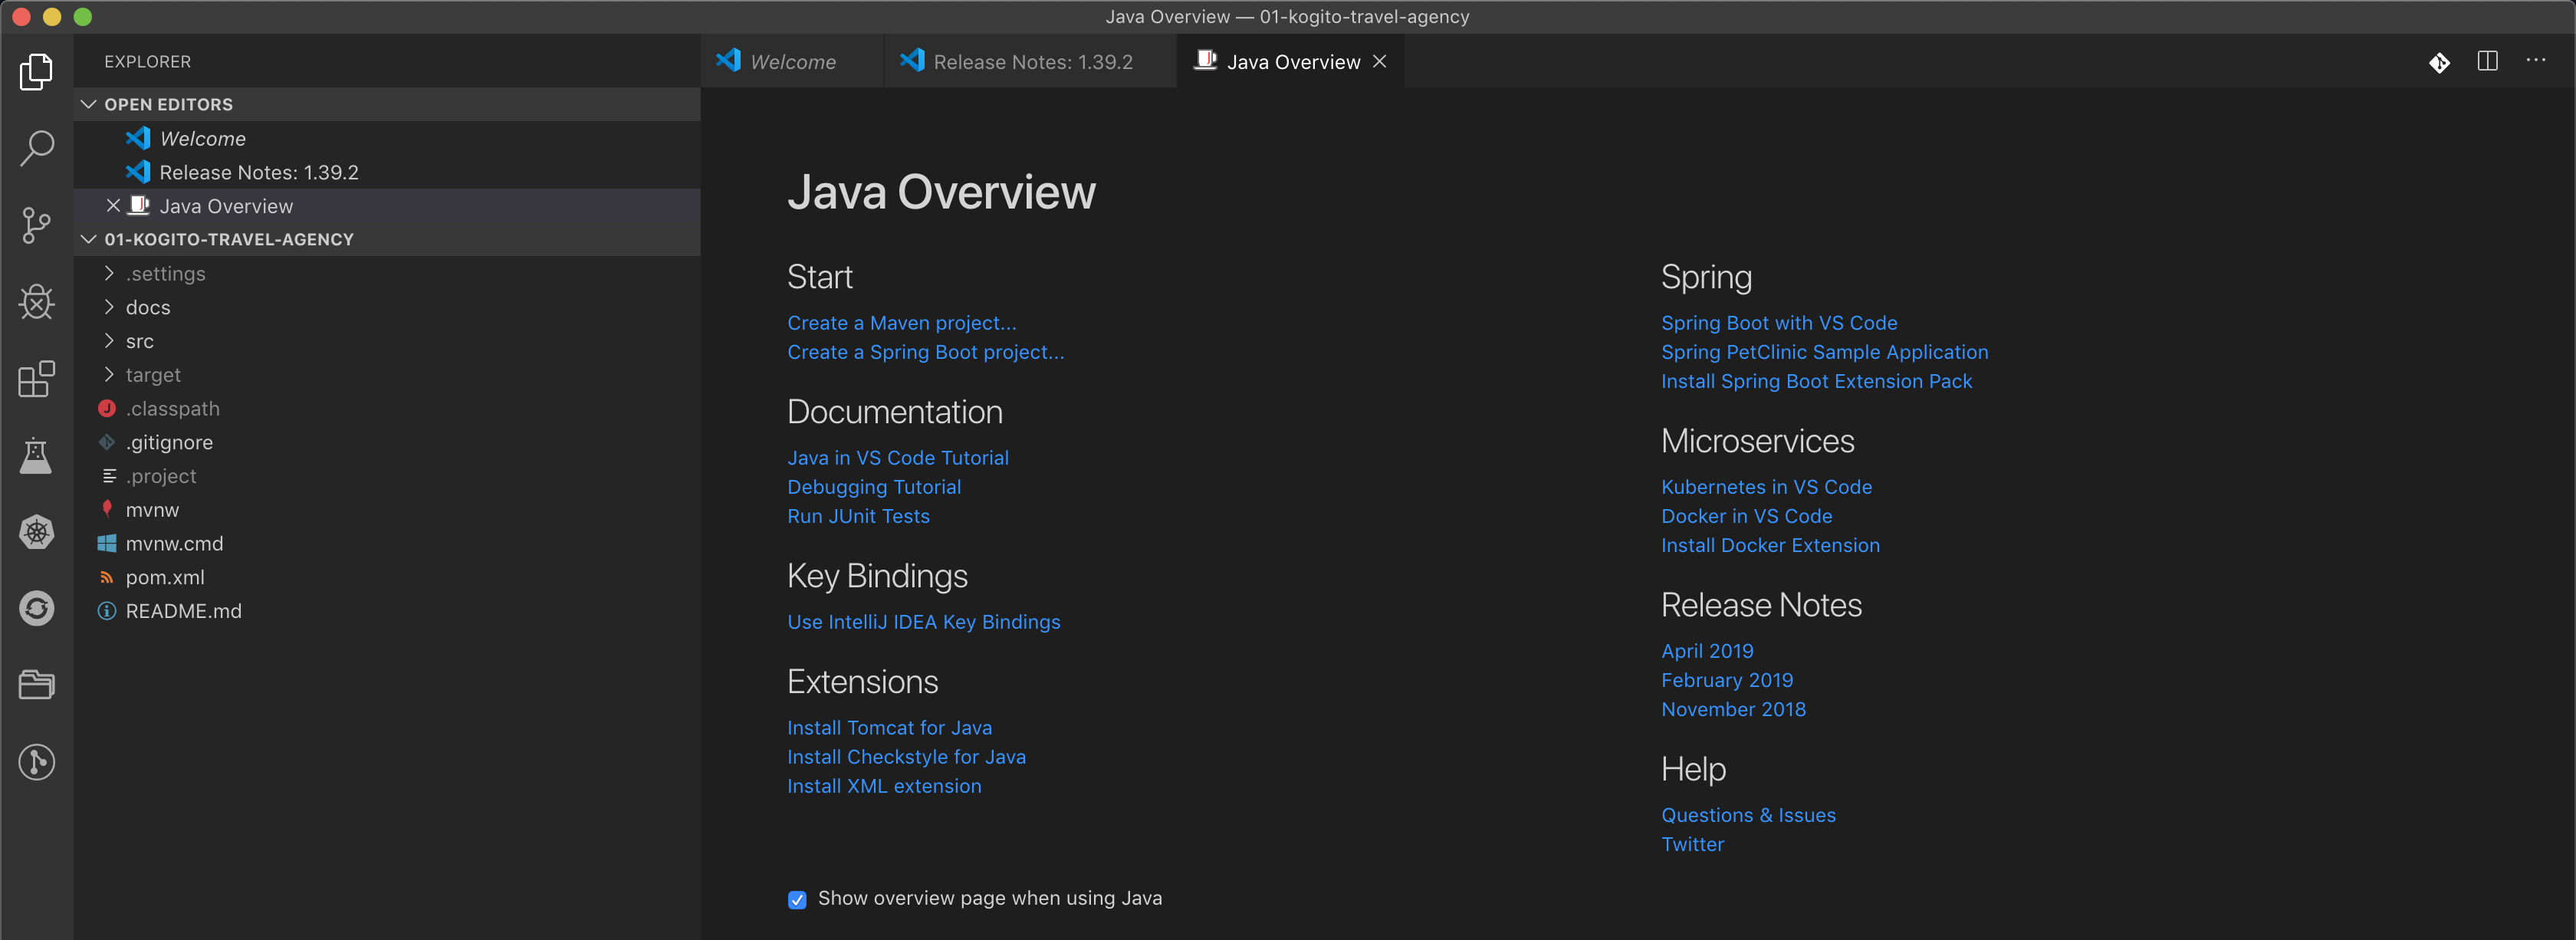 Java Overview — 01-kogito-travel-agency
EXPLORER
OPEN EDITORS
Welcome
Release Notes: 1.39.2
Java Overview
01-KOGITO-TRAVEL-AGENCY
.settings
docs
src
target
.classpath
.gitignore
.project
mvnw
mvnw.cmd
pom.xml
README.md
Welcome
Release Notes: 1.39.2
Java Overview
Java Overview
Start
Create a Maven project...
Create a Spring Boot project...
Documentation
Java in VS Code Tutorial
Debugging Tutorial
Run JUnit Tests
Key Bindings
Use IntelliJ IDEA Key Bindings
Extensions
Install Tomcat for Java
Install Checkstyle for Java
Install XML extension
Spring
Spring Boot with VS Code
Spring PetClinic Sample Application
Install Spring Boot Extension Pack
Microservices
Kubernetes in VS Code
Docker in VS Code
Install Docker Extension
Release Notes
April 2019
February 2019
November 2018
Help
Questions & Issues
Twitter
Show overview page when using Java